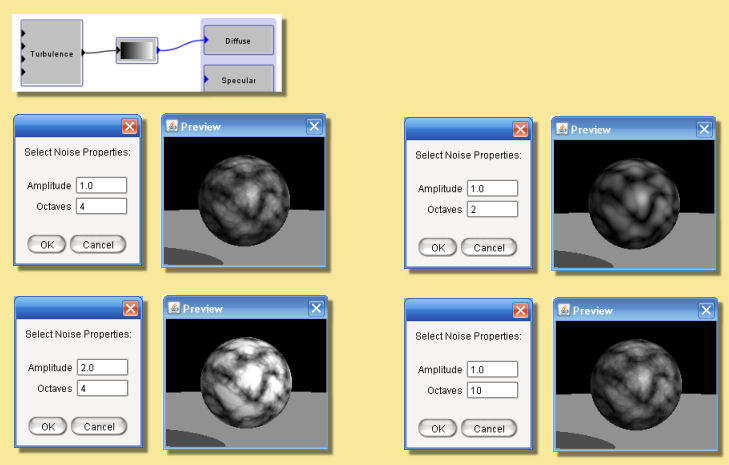 Turbulence
Diffuse
Specular
Select Noise Properties:
Amplitude 1.0
Octaves 4
OK Cancel
Preview
Select Noise Properties:
Amplitude 1.0
Octaves 2
OK Cancel
Preview
Select Noise Properties:
Amplitude 2.0
Octaves 4
OK Cancel
Preview
Select Noise Properties:
Amplitude 1.0
Octaves 10
OK Cancel
Preview